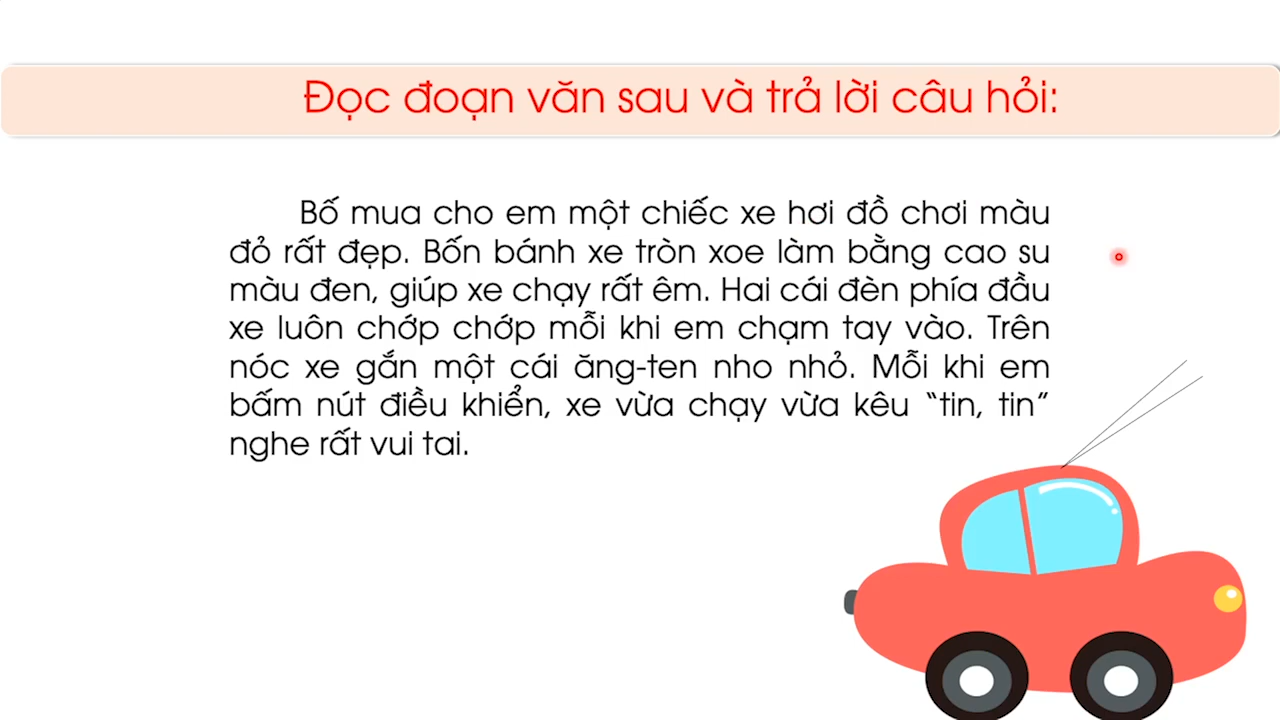 Đọc đoạn văn sau và trả lời câu hỏi:
Bố mua cho em một chiếc xe hơi đồ chơi màu
đỏ rất đẹp. Bốn bánh xe tròn xoe làm bằng cao su
màu đen, giúp xe chạy rất êm. Hai cái đèn phía đầu
xe luôn chớp chớp mỗi khi em chạm tay vào. Trên
nóc xe gắn một cái ăng-ten nho nhỏ. Mỗi khi em
bấm nút điều khiển, xe vừa chạy vừa kêu “tin, tin”
nghe rất vui tai.